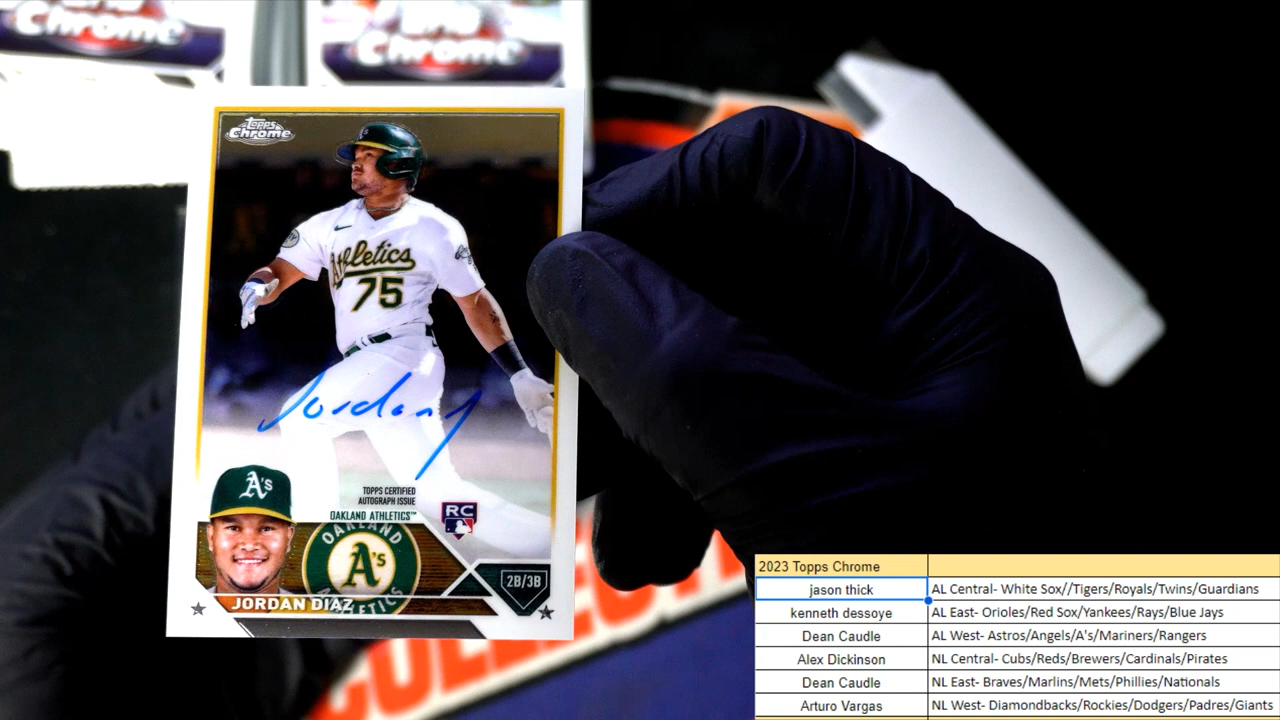 Chrome
Chrome
Topps
Chrome
Athletics
75
Jordan
A's
TOPPS CERTIFIED
AUTOGRAPH ISSUE
OAKLAND ATHLETICS™
RC
OAKLAND
A's
ATHLETICS
2B/3B
JORDAN DIAZ
2023 Topps Chrome
jason thick AL Central- White Sox//Tigers/Royals/Twins/Guardians
kenneth dessoye AL East- Orioles/Red Sox/Yankees/Rays/Blue Jays
Dean Caudle AL West- Astros/Angels/A's/Mariners/Rangers
Alex Dickinson NL Central- Cubs/Reds/Brewers/Cardinals/Pirates
Dean Caudle NL East- Braves/Marlins/Mets/Phillies/Nationals
Arturo Vargas NL West- Diamondbacks/Rockies/Dodgers/Padres/Giants